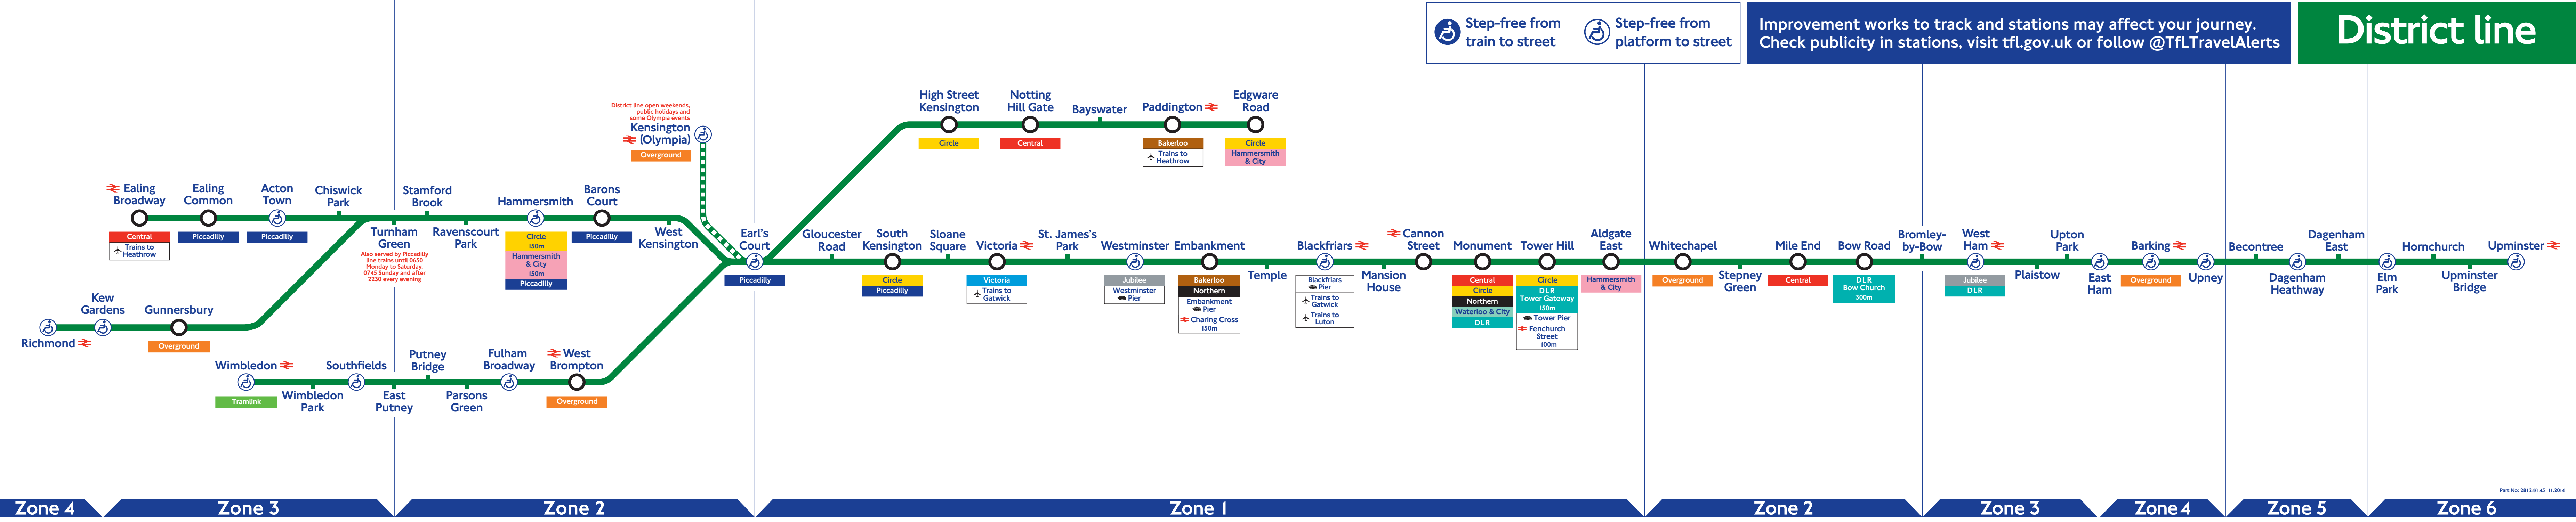 Step-free from
train to street
Step-free from
platform to street
Improvement works to track and stations may affect your journey.
Check publicity in stations, visit tfl.gov.uk or follow @TfLTravelAlerts
District line
District line open weekends,
public holidays and
some Olympia events
Kensington
(Olympia)
Overground
High Street
Kensington
Circle
Notting
Hill Gate
Central
Bayswater
Paddington
Bakerloo
Trains to
Heathrow
Edgware
Road
Circle
Hammersmith
& City
Ealing
Broadway
Central
Trains to
Heathrow
Ealing
Common
Piccadilly
Acton
Town
Piccadilly
Chiswick
Park
Turnham
Green
Also served by Piccadilly
line trains until 0650
Monday to Saturday,
0745 Sunday and after
2230 every evening
Stamford
Brook
Ravenscourt
Park
Hammersmith
Circle
150m
Hammersmith
& City
150m
Piccadilly
Barons
Court
Piccadilly
West
Kensington
Earl's
Court
Piccadilly
Gloucester
Road
South
Kensington
Circle
Piccadilly
Sloane
Square
Victoria
Victoria
Trains to
Gatwick
St. James's
Park
Westminster
Jubilee
Westminster
Pier
Embankment
Bakerloo
Northern
Embankment
Pier
Charing Cross
150m
Temple
Blackfriars
Blackfriars
Pier
Trains to
Gatwick
Trains to
Luton
Mansion
House
Cannon
Street
Monument
Central
Circle
Northern
Waterloo & City
DLR
Tower Hill
Circle
DLR
Tower Gateway
150m
Tower Pier
Fenchurch
Street
100m
Aldgate
East
Hammersmith
& City
Whitechapel
Overground
Stepney
Green
Mile End
Central
Bow Road
DLR
Bow Church
300m
Bromley-
by-Bow
West
Ham
Jubilee
DLR
Plaistow
Upton
Park
East
Ham
Barking
Overground
Upney
Becontree
Dagenham
Heathway
Dagenham
East
Elm
Park
Hornchurch
Upminster
Bridge
Upminster
Richmond
Kew
Gardens
Gunnersbury
Overground
Wimbledon
Tramlink
Wimbledon
Park
Southfields
East
Putney
Putney
Bridge
Parsons
Green
Fulham
Broadway
West
Brompton
Overground
Part No: 28124/145 11.2014
Zone 4
Zone 3
Zone 2
Zone 1
Zone 2
Zone 3
Zone 4
Zone 5
Zone 6